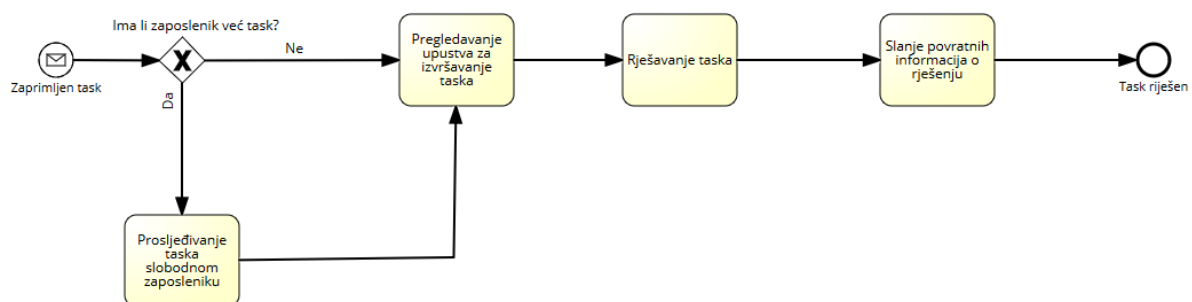 Ima li zaposlenik već task?
Zaprimljen task
Ne
Da
Pregledavanje
upustva za
izvršavanje
taska
Rješavanje taska
Slanje povratnih
informacija o
rješenju
Task riješen
Prosljeđivanje
taska
slobodnom
zaposleniku